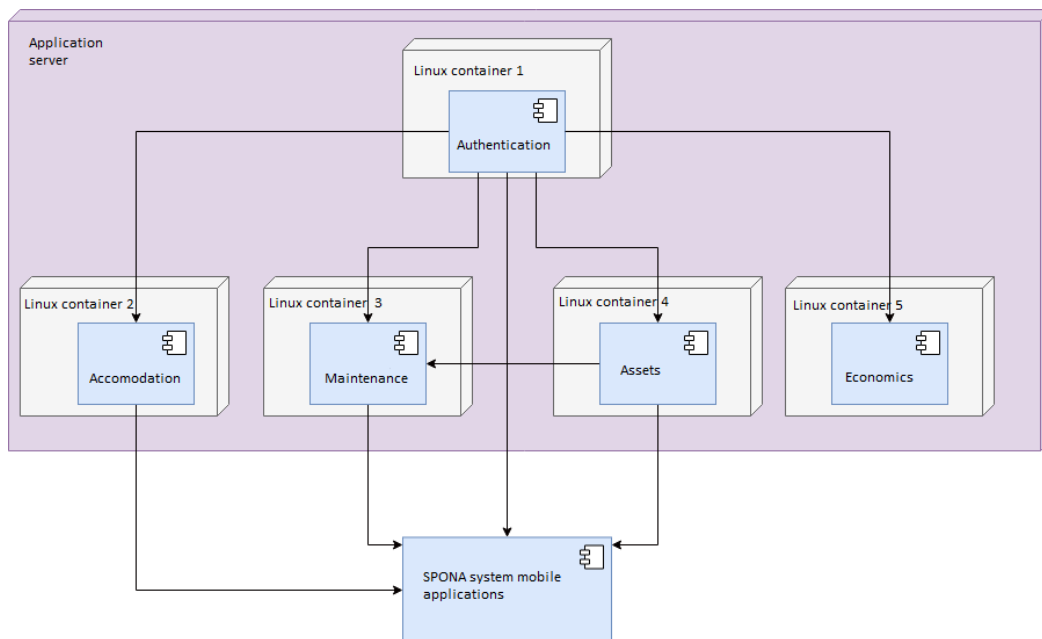 Application
server
Linux container 1
Authentication
Linux container 2
Linux container 3
Linux container 4
Linux container 5
Accomodation
Maintenance
Assets
Economics
SPONA system mobile
applications